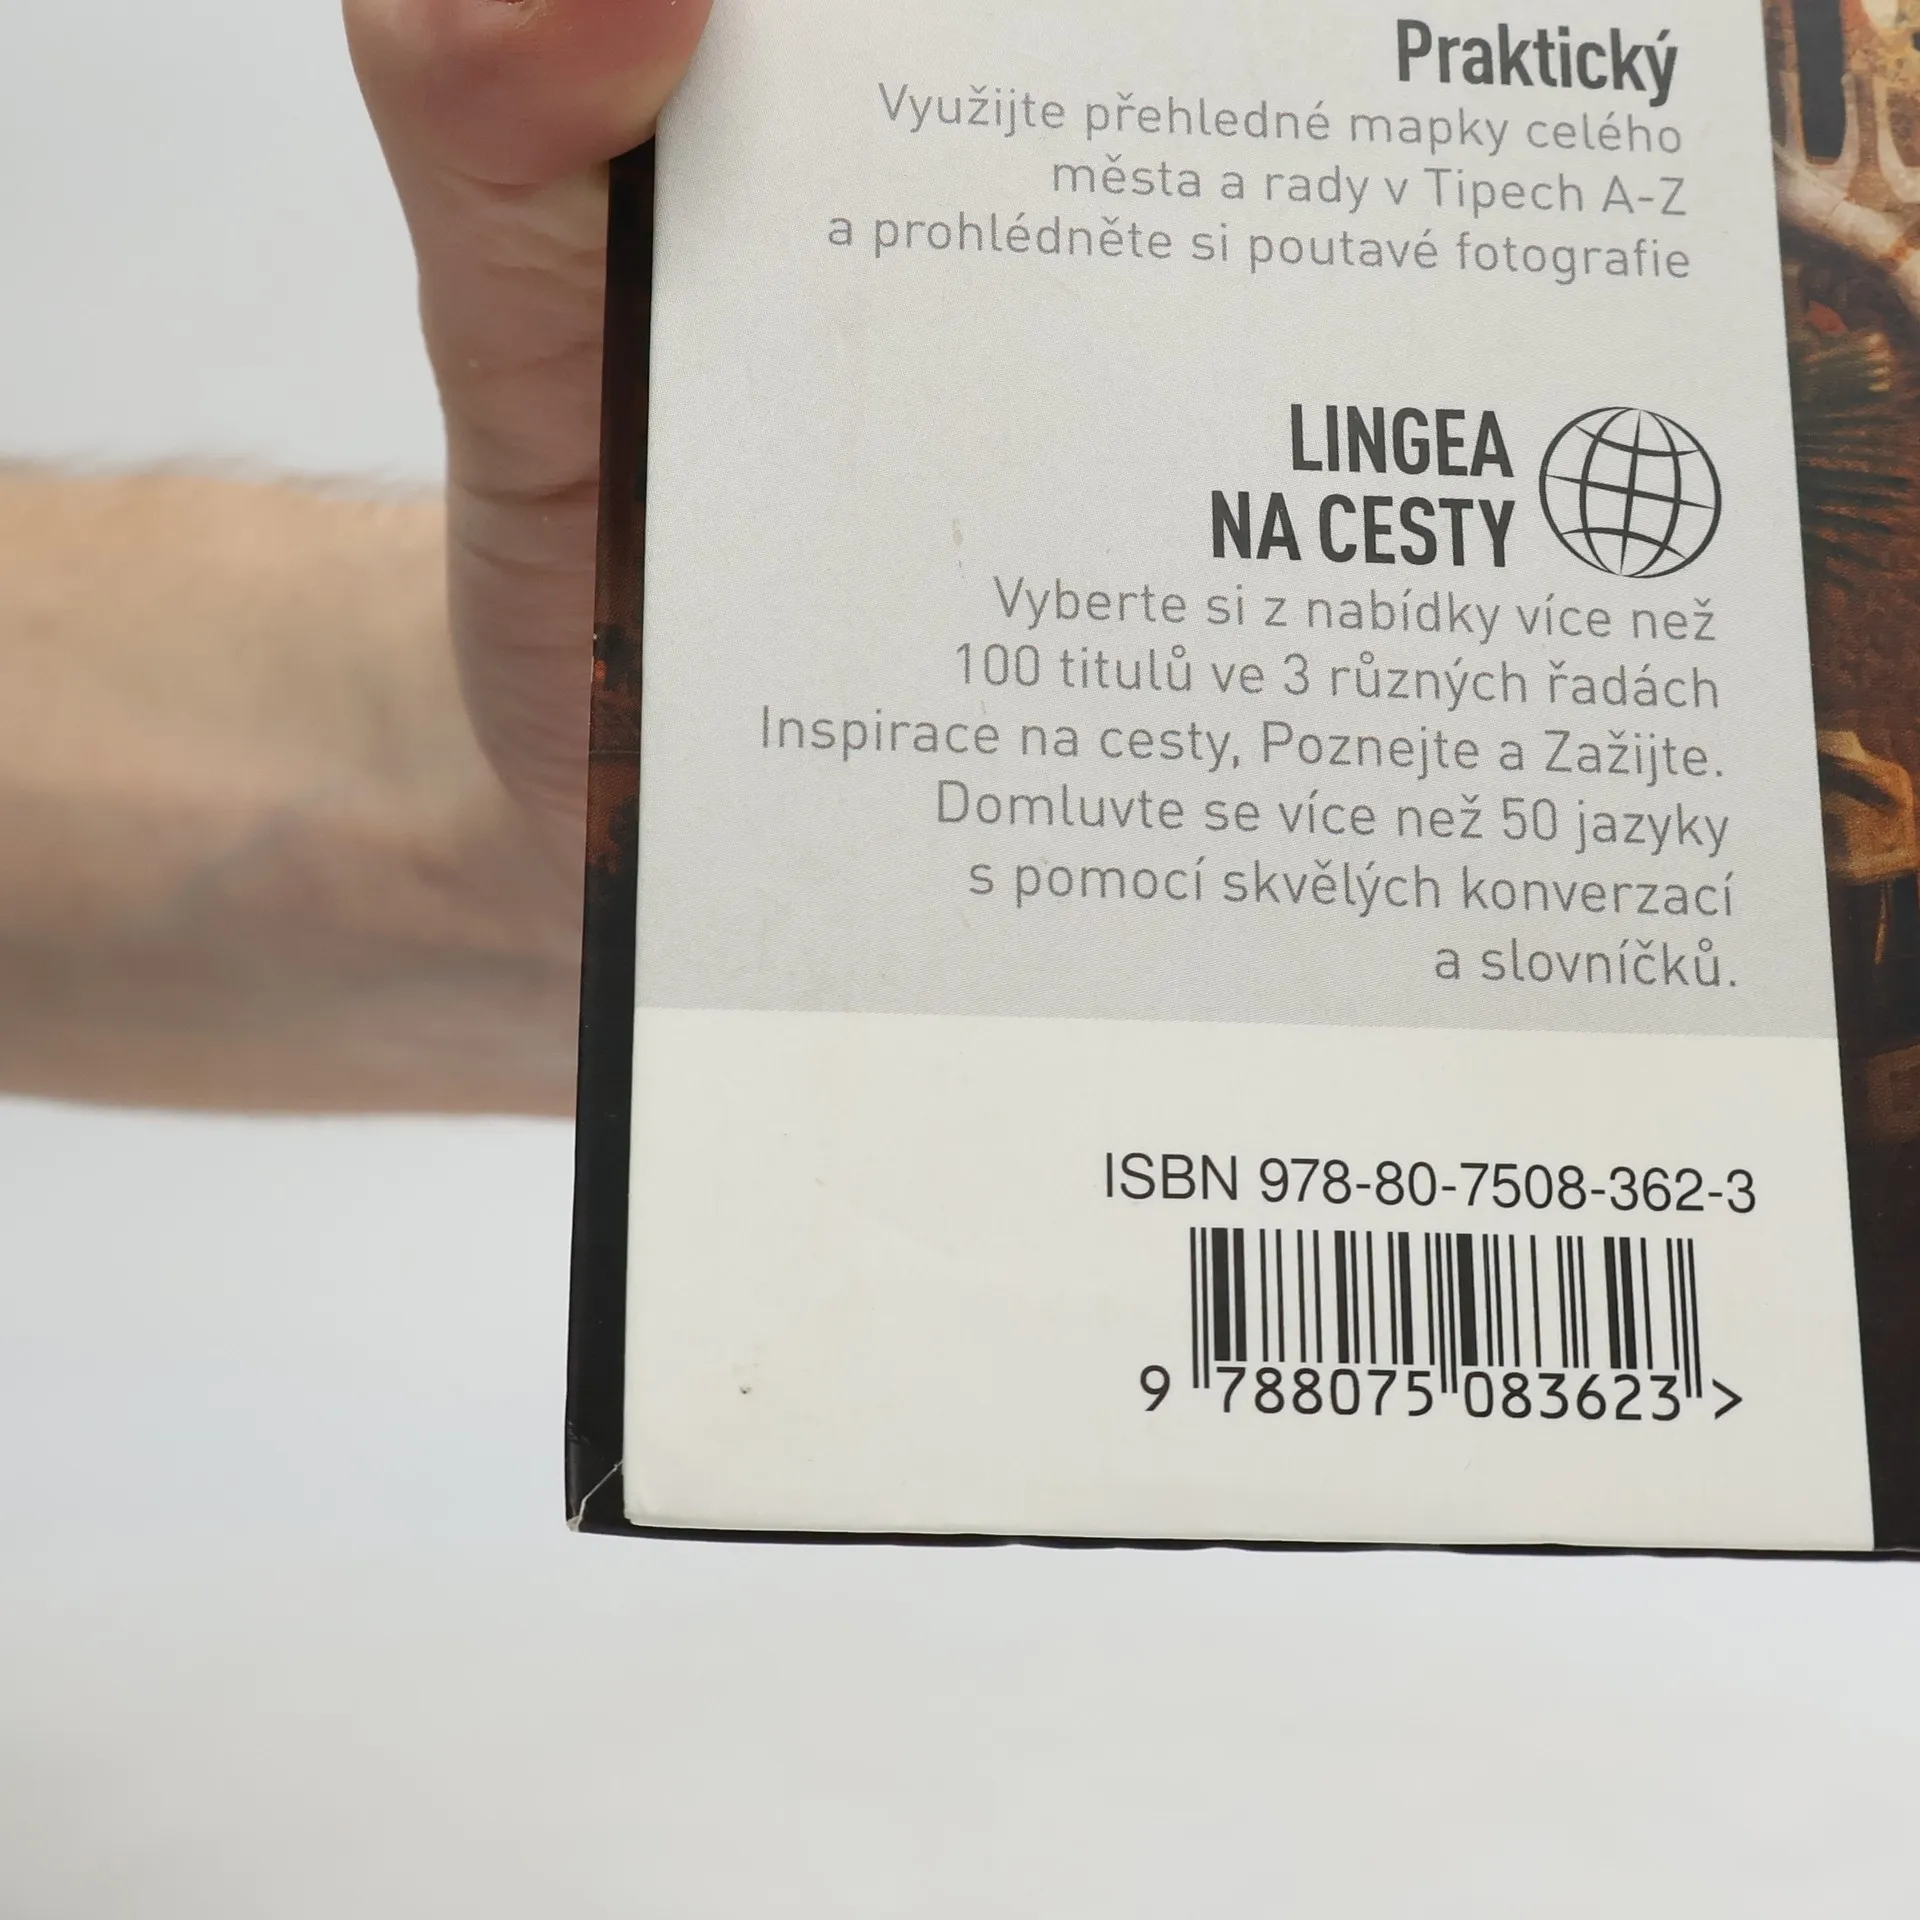 Praktický
Využijte přehledné mapky celého
města a rady v Tipech A-Z
a prohlédněte si poutavé fotografie
LINGEA
NA CESTY
Vyberte si z nabídky více než
100 titulů ve 3 různých řadách
Inspirace na cesty, Poznejte a Zažijte.
Domluvte se více než 50 jazyky
s pomocí skvělých konverzací
a slovníčků.
ISBN 978-80-7508-362-3
9 788075 083623 >